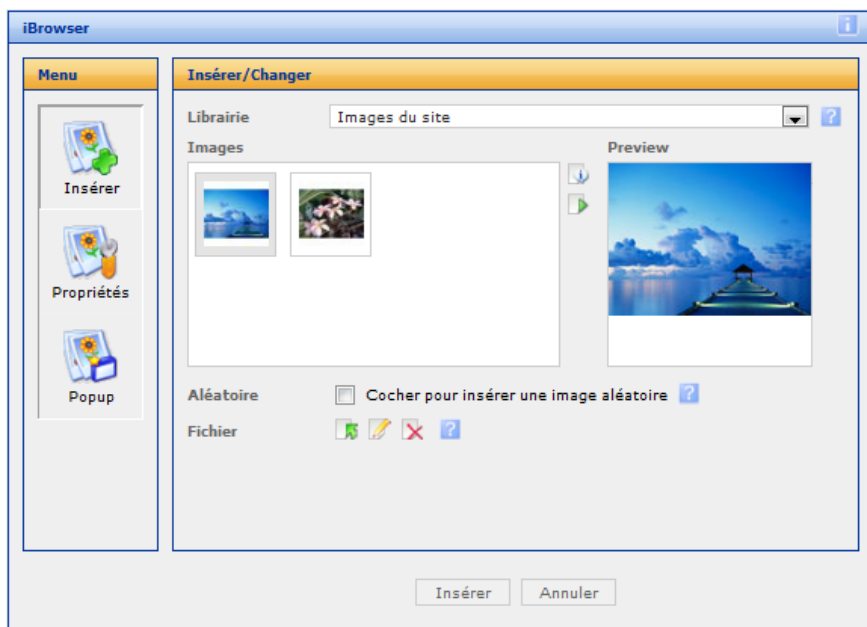 iBrowser
Menu
Insérer
Propriétés
Popup
Insérer/Changer
Librairie Images du site
Images Preview
Aléatoire Cocher pour insérer une image aléatoire
Fichier
Insérer Annuler